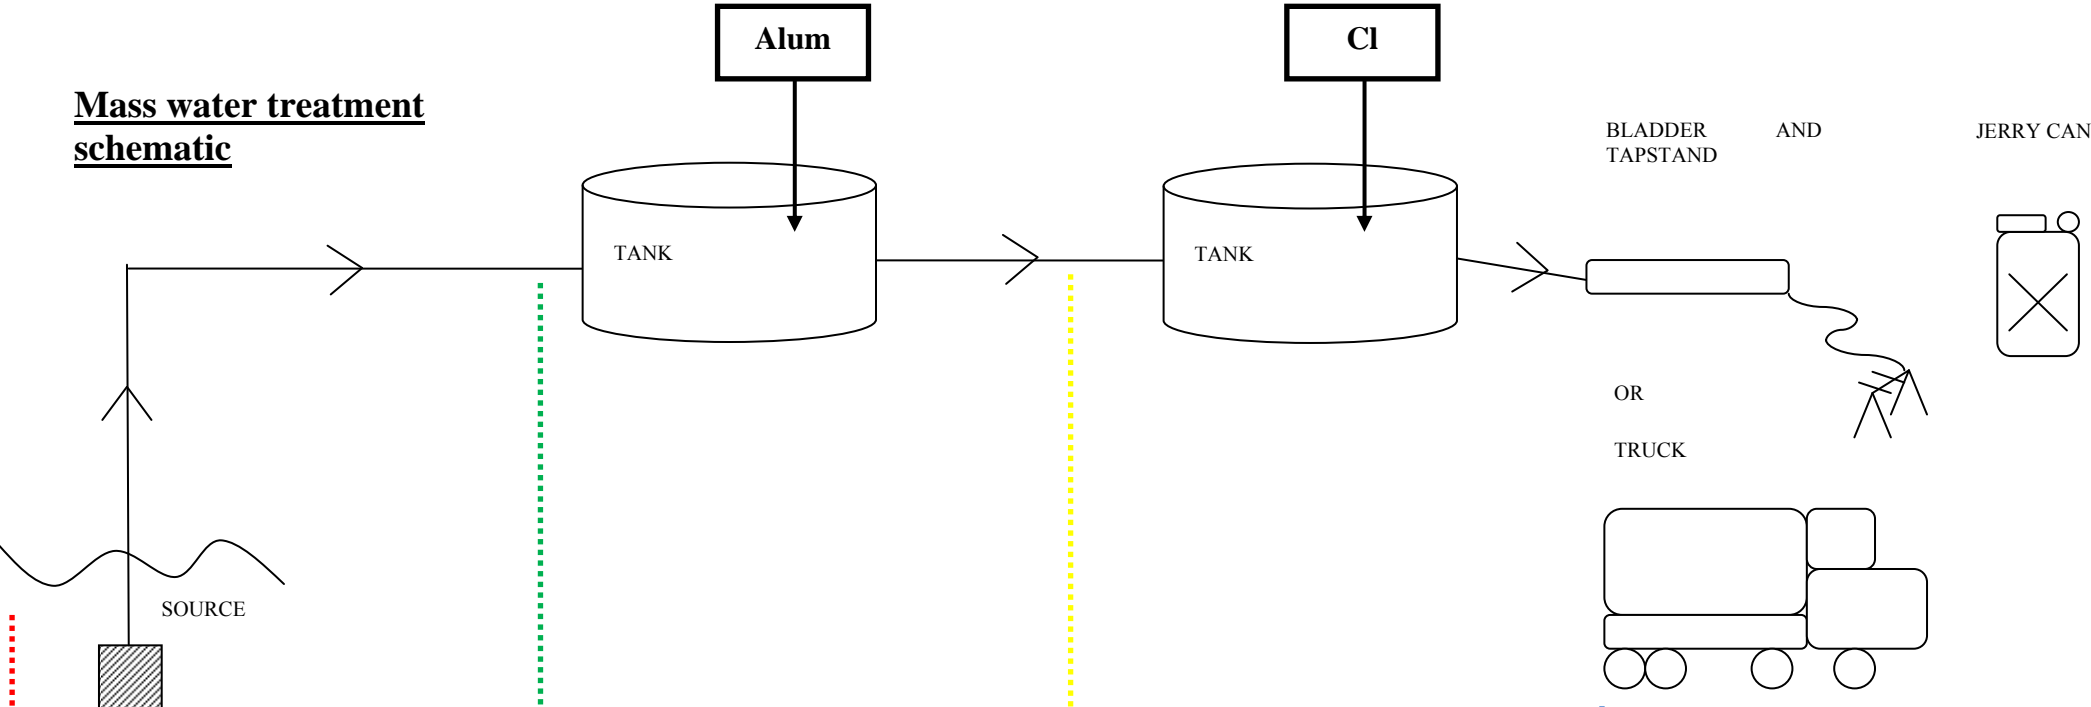 Alum
Cl
Mass water treatment
schematic
BLADDER AND JERRY CAN
TAPSTAND
TANK
TANK
OR
TRUCK
SOURCE